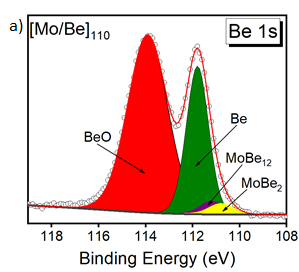 a)
[Mo/Be]110
Be 1s
BeO
Be
MoBe12
MoBe2
118 116 114 112 110 108
Binding Energy (eV)